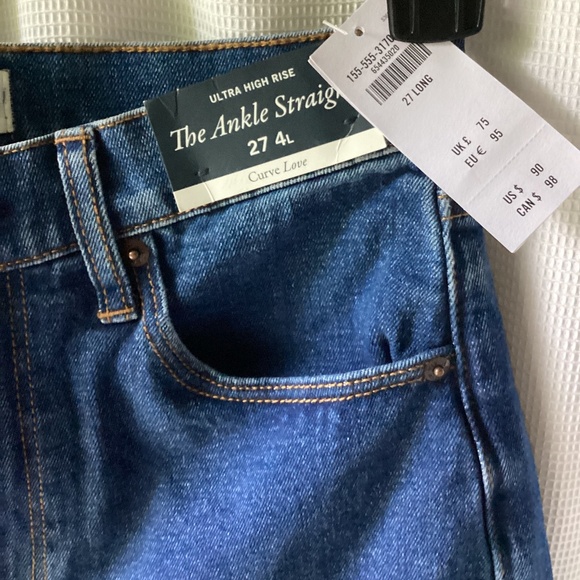 ULTRA HIGH RISE
The Ankle Straig
27 4L
Curve Love
155-555-3170
654435020
27 LONG
UK £ 75
EU € 95
US $ 90
CAN $ 98